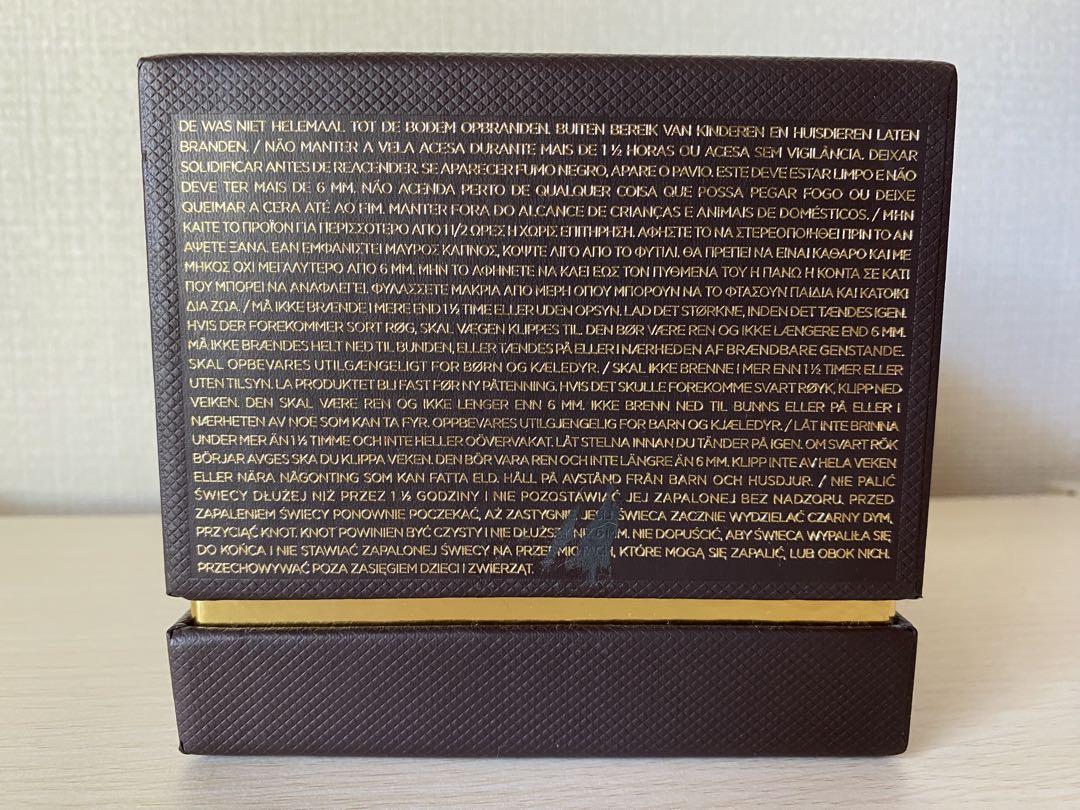 DE WAS NIET HELEMAAL TOT DE BODEM OPBRANDEN. BUITEN BEREIK VAN KINDEREN EN HUISDIEREN LATEN
BRANDEN. / NÃO MANTER A VELA ACESA DURANTE MAIS DE 1 ½ HORAS OU ACESA SEM VIGILÂNCIA. DEIXAR
SOLIDIFICAR ANTES DE REACENDER. SE APARECER FUMO NEGRO, APARE O PAVIO. ESTE DEVE ESTAR LIMPO E NÃO
DEVE TER MAIS DE 6 MM. NÃO ACENDA PERTO DE QUALQUER COISA QUE POSSA PEGAR FOGO OU DEIXE
QUEIMAR A CERA ATÉ AO FIM. MANTER FORA DO ALCANCE DE CRIANÇAS E ANIMAIS DE DOMÉSTICOS. / ΜΗΝ
ΚΑΙΤΕ ΤΟ ΠΡΟΪΟΝ ΓΙΑ ΠΕΡΙΣΣΟΤΕΡΟ ΑΠΟ 1 1/2 ΩΡΕΣ Η ΧΩΡΙΣ ΕΠΙΤΗΡΗΣΗ. ΑΦΗΣΤΕ ΤΟ ΝΑ ΣΤΕΡΕΟΠΟΙΗΘΕΙ ΠΡΙΝ ΤΟ ΑΝ
ΑΨΕΤΕ ΞΑΝΑ. ΕΑΝ ΕΜΦΑΝΙΣΤΕΙ ΜΑΥΡΟΣ ΚΑΠΝΟΣ, ΚΟΨΤΕ ΛΙΓΟ ΑΠΟ ΤΟ ΦΥΤΙΛΙ. ΘΑ ΠΡΕΠΕΙ ΝΑ ΕΙΝΑΙ ΚΑΘΑΡΟ ΚΑΙ ΜΕ
ΜΗΚΟΣ ΟΧΙ ΜΕΓΑΛΥΤΕΡΟ ΑΠΟ 6 ΜΜ. ΜΗΝ ΤΟ ΑΦΗΝΕΤΕ ΝΑ ΚΑΕΙ ΕΩΣ ΤΟΝ ΠΥΘΜΕΝΑ ΤΟΥ Η ΠΑΝΩ Η ΚΟΝΤΑ ΣΕ ΚΑΤΙ
ΠΟΥ ΜΠΟΡΕΙ ΝΑ ΑΝΑΦΛΕΓΕΙ. ΦΥΛΑΣΣΕΤΕ ΜΑΚΡΙΑ ΑΠΟ ΜΕΡΗ ΟΠΟΥ ΜΠΟΡΟΥΝ ΝΑ ΤΟ ΦΤΑΣΟΥΝ ΠΑΙΔΙΑ ΚΑΙ ΚΑΤΟΙΚΙ
ΔΙΑ ΖΩΑ. / MÅ IKKE BRÆNDE I MERE END 1 ½ TIME ELLER UDEN OPSYN. LAD DET STØRKNE, INDEN DET TÆNDES IGEN.
HVIS DER FOREKOMMER SORT RØG, SKAL VÆGEN KLIPPES TIL. DEN BØR VÆRE REN OG IKKE LÆNGERE END 6 MM.
MÅ IKKE BRÆNDES HELT NED TIL BUNDEN, ELLER TÆNDES PÅ ELLER I NÆRHEDEN AF BRÆNDBARE GENSTANDE.
SKAL OPBEVARES UTILGÆNGELIGT FOR BØRN OG KÆLEDYR. / SKAL IKKE BRENNE I MER ENN 1 ½ TIMER ELLER
UTEN TILSYN. LA PRODUKTET BLI FAST FØR NY PÅTENNING. HVIS DET SKULLE FOREKOMME SVART RØYK, KLIPP NED
VEIKEN. DEN SKAL VÆRE REN OG IKKE LENGER ENN 6 MM. IKKE BRENN NED TIL BUNNS ELLER PÅ ELLER I
NÆRHETEN AV NOE SOM KAN TA FYR. OPPBEVARES UTILGJENGELIG FOR BARN OG KJÆLEDYR. / LÅT INTE BRINNA
UNDER MER ÄN 1 ½ TIMME OCH INTE HELLER OÖVERVAKAT. LÅT STELNA INNAN DU TÄNDER PÅ IGEN. OM SVART RÖK
BÖRJAR AVGES SKA DU KLIPPA VEKEN. DEN BÖR VARA REN OCH INTE LÄNGRE ÄN 6 MM. KLIPP INTE AV HELA VEKEN
ELLER NÄRA NÅGONTING SOM KAN FATTA ELD. HÅLL PÅ AVSTÅND FRÅN BARN OCH HUSDJUR. / NIE PALIĆ
ŚWIECY DŁUŻEJ NIŻ PRZEZ 1 ½ GODZINY I NIE POZOSTAWIAĆ JEJ ZAPALONEJ BEZ NADZORU. PRZED
ZAPALENIEM ŚWIECY PONOWNIE POCZEKAĆ, AŻ ZASTYGNIE. ŚWIECA ZACZNIE WYDZIELAĆ CZARNY DYM,
PRZYCIĄĆ KNOT. KNOT POWINIEN BYĆ CZYSTY I NIE MM. NIE DOPUŚCIĆ, ABY ŚWIECA WYPALIŁA SIĘ
DO KOŃCA I NIE STAWIAĆ ZAPALONEJ ŚWIECY NA KTÓRE MOGĄ SIĘ ZAPALIĆ, LUB OBOK NICH.
PRZECHOWYWAĆ POZA ZASIĘGIEM DZIECI I ZWIERZĄT.